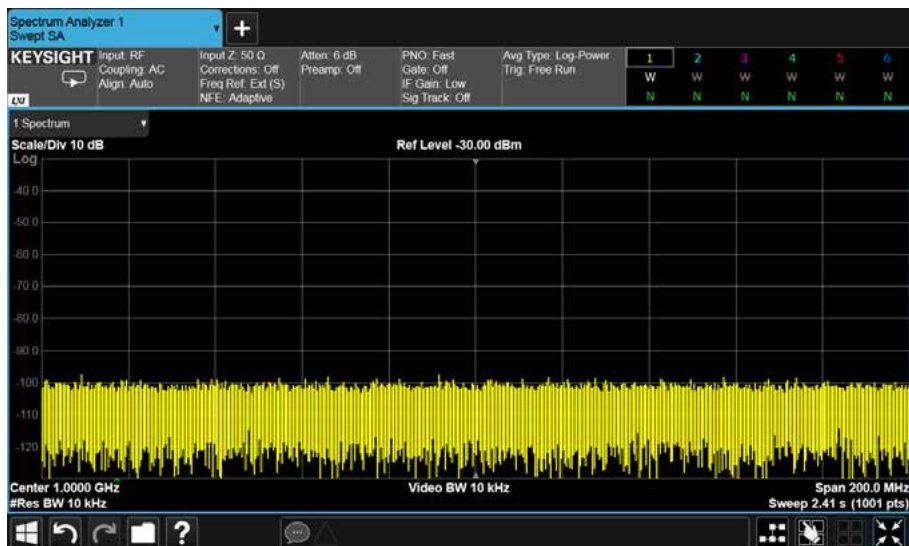 Spectrum Analyzer 1
Swept SA
+
KEYSIGHT
Input: RF
Coupling: AC
Align: Auto
LXI
Input Z: 50 Ω
Corrections: Off
Freq Ref: Ext (S)
NFE: Adaptive
Atten: 6 dB
Preamp: Off
PNO: Fast
Gate: Off
IF Gain: Low
Sig Track: Off
Avg Type: Log-Power
Trig: Free Run
1 2 3 4 5 6
W W W W W W
N N N N N N
1 Spectrum
Scale/Div 10 dB
Ref Level -30.00 dBm
Log
-40.0
-50.0
-60.0
-70.0
-80.0
-90.0
-100
-110
-120
Center 1.0000 GHz
Video BW 10 kHz
Span 200.0 MHz
#Res BW 10 kHz
Sweep 2.41 s (1001 pts)
?